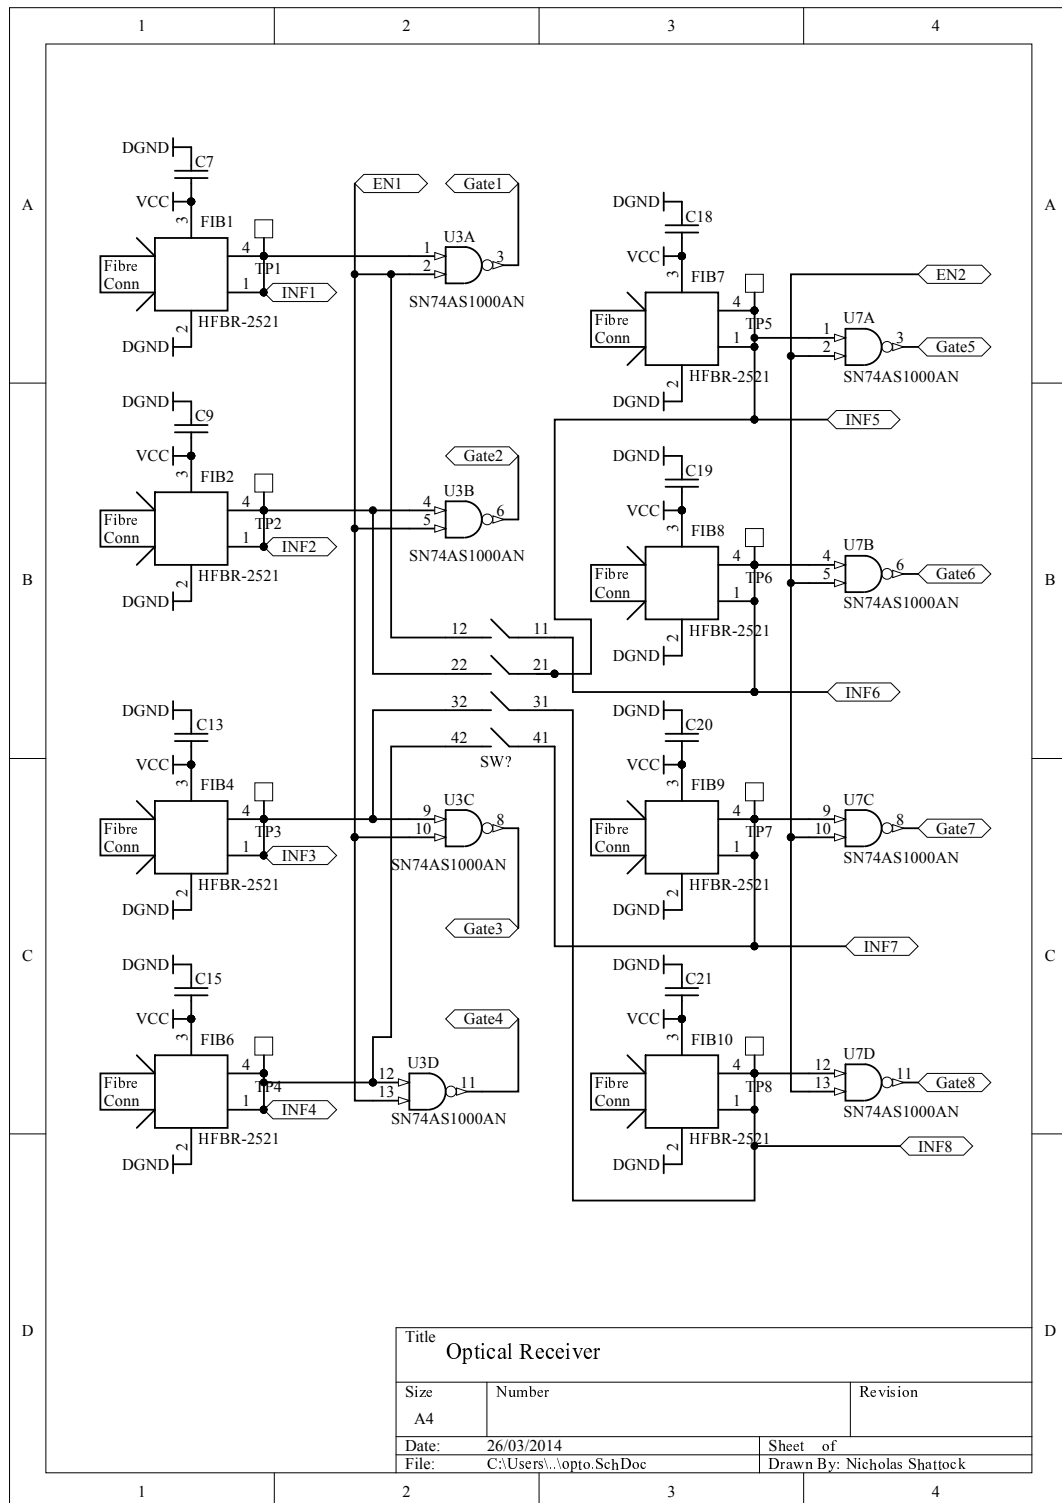 1 2 3 4
A A
B B
C C
D D
DGND
C7
VCC
3
FIB1
Fibre
Conn
4
TP1
1
INF1
HFBR-2521
2
DGND
EN1
Gate1
U3A
1
2
3
SN74AS1000AN
DGND
C9
VCC
3
FIB2
Fibre
Conn
4
TP2
1
INF2
HFBR-2521
2
DGND
Gate2
U3B
4
5
6
SN74AS1000AN
12 11
22 21
32 31
42 41
SW?
DGND
C13
VCC
3
FIB4
Fibre
Conn
4
TP3
1
INF3
HFBR-2521
2
DGND
U3C
9
10
8
SN74AS1000AN
Gate3
DGND
C15
VCC
3
FIB6
Fibre
Conn
4
TP4
1
INF4
HFBR-2521
2
DGND
Gate4
U3D
12
13
11
SN74AS1000AN
DGND
C18
VCC
3
FIB7
Fibre
Conn
4
TP5
1
HFBR-2521
2
DGND
EN2
U7A
1
2
3
Gate5
SN74AS1000AN
INF5
DGND
C19
VCC
3
FIB8
Fibre
Conn
4
TP6
1
HFBR-2521
2
DGND
U7B
4
5
6
Gate6
SN74AS1000AN
INF6
DGND
C20
VCC
3
FIB9
Fibre
Conn
4
TP7
1
HFBR-2521
2
DGND
U7C
9
10
8
Gate7
SN74AS1000AN
INF7
DGND
C21
VCC
3
FIB10
Fibre
Conn
4
TP8
1
HFBR-2521
2
DGND
U7D
12
13
11
Gate8
SN74AS1000AN
INF8
Title
Optical Receiver
Size Number Revision
A4
Date: 26/03/2014 Sheet of
File: C:\Users\..\opto.SchDoc Drawn By: Nicholas Shattock
1 2 3 4